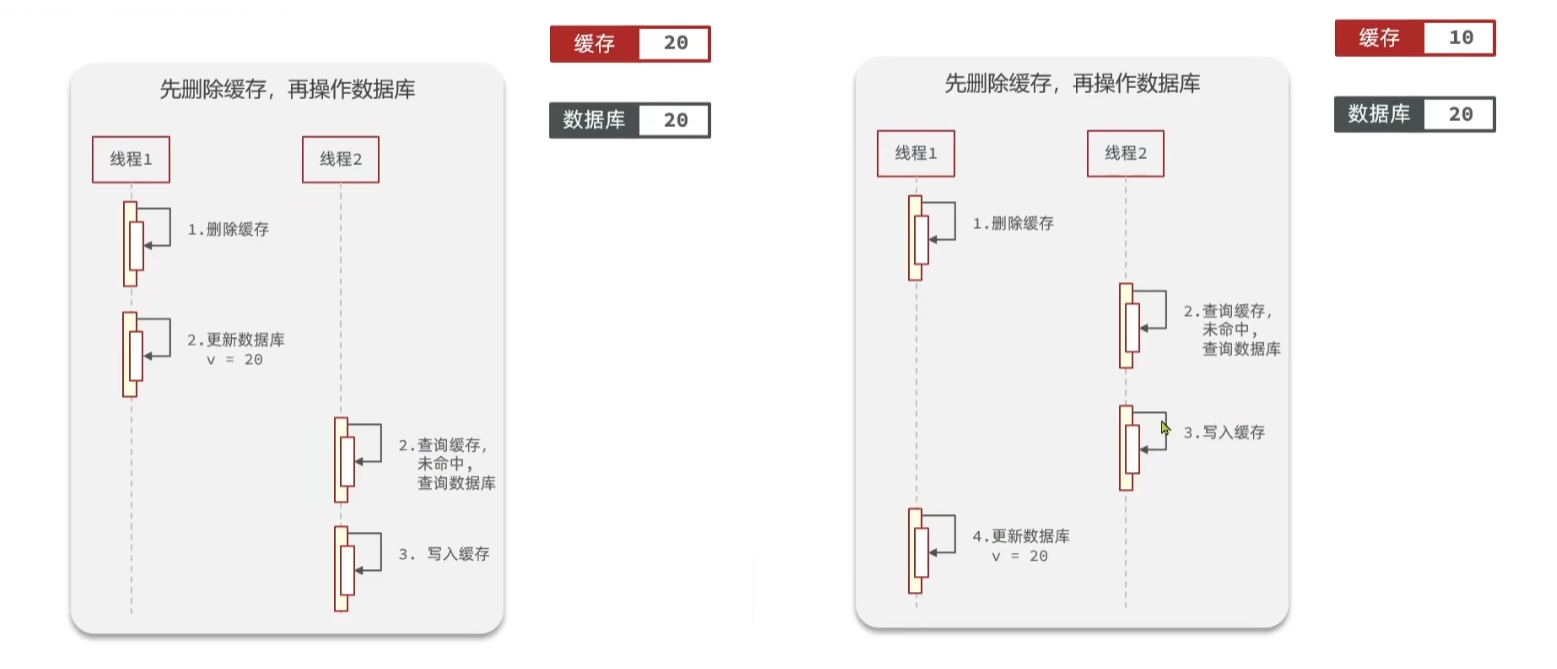 缓存 20
数据库 20
先删除缓存，再操作数据库
线程1
线程2
1.删除缓存
2.更新数据库
v = 20
2.查询缓存，
未命中，
查询数据库
3. 写入缓存
缓存 10
数据库 20
先删除缓存，再操作数据库
线程1
线程2
1.删除缓存
2.查询缓存，
未命中，
查询数据库
3.写入缓存
4.更新数据库
v = 20